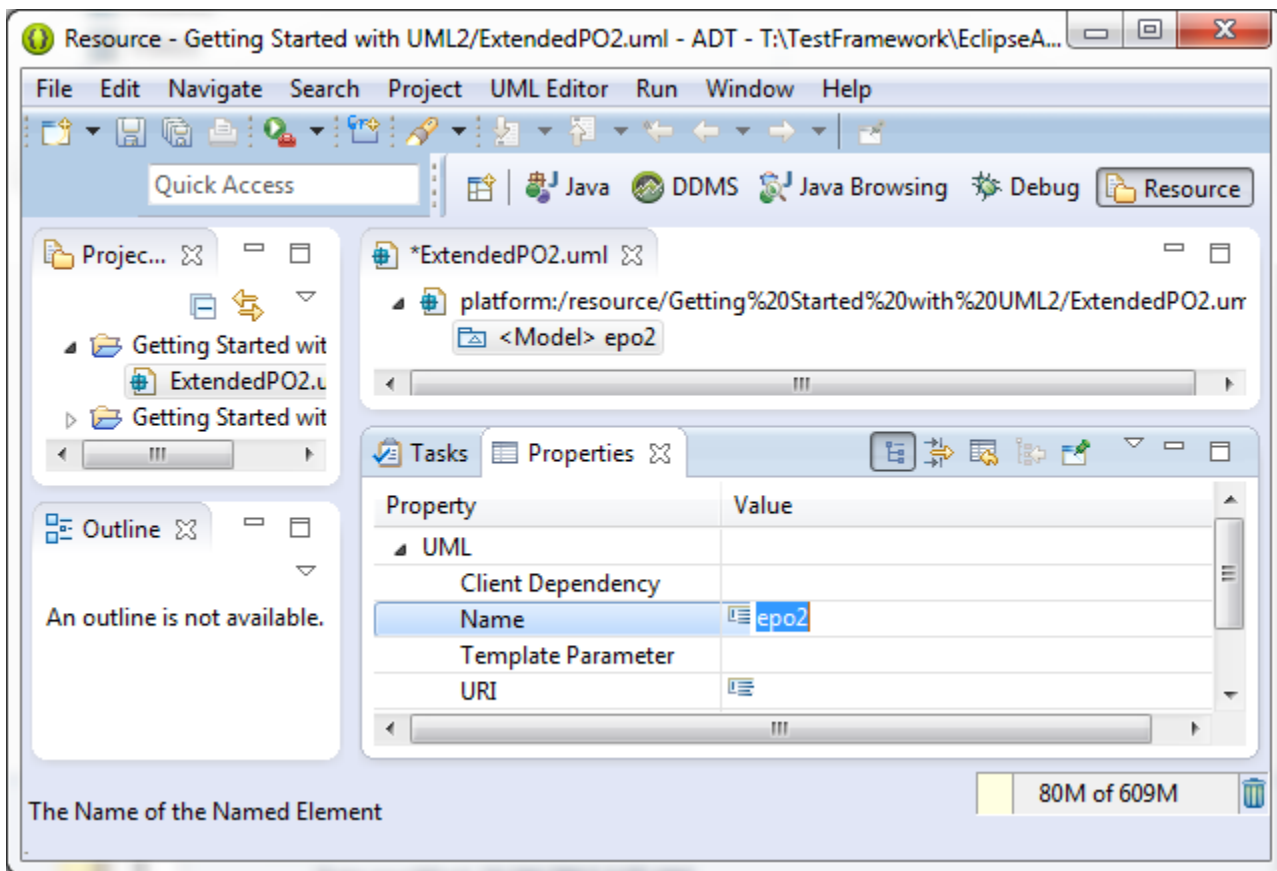 Resource - Getting Started with UML2/ExtendedPO2.uml - ADT - T:\TestFramework\EclipseA...
File Edit Navigate Search Project UML Editor Run Window Help
Quick Access
Java DDMS Java Browsing Debug Resource
Projec...
Getting Started wit
ExtendedPO2.u
Getting Started wit
*ExtendedPO2.uml
platform:/resource/Getting%20Started%20with%20UML2/ExtendedPO2.um
<Model> epo2
Outline
An outline is not available.
Tasks Properties
Property Value
UML
Client Dependency
Name epo2
Template Parameter
URI
The Name of the Named Element
80M of 609M